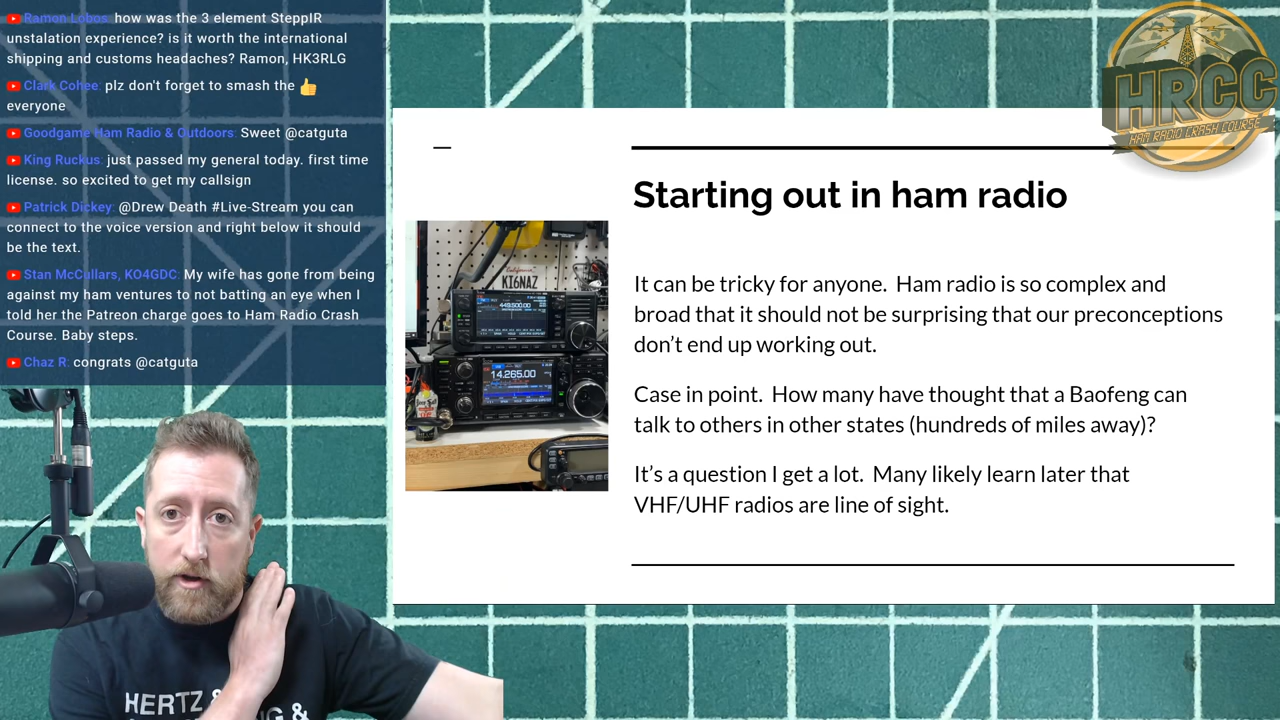 Ramon Lobos: how was the 3 element SteppIR
unstalation experience? is it worth the international
shipping and customs headaches? Ramon, HK3RLG
Clark Cohee: plz don't forget to smash the 👍
everyone
Goodgame Ham Radio & Outdoors: Sweet @catguta
King Ruckus: just passed my general today. first time
license. so excited to get my callsign
Patrick Dickey: @Drew Death #Live-Stream you can
connect to the voice version and right below it should
be the text.
Stan McCullars, KO4GDC: My wife has gone from being
against my ham ventures to not batting an eye when I
told her the Patreon charge goes to Ham Radio Crash
Course. Baby steps.
Chaz R: congrats @catguta
HRCC
HAM RADIO CRASH COURSE
Starting out in ham radio
It can be tricky for anyone. Ham radio is so complex and
broad that it should not be surprising that our preconceptions
don't end up working out.
Case in point. How many have thought that a Baofeng can
talk to others in other states (hundreds of miles away)?
It's a question I get a lot. Many likely learn later that
VHF/UHF radios are line of sight.
California
KI6NAZ
449.500.00
14.265.00
HERTZ &